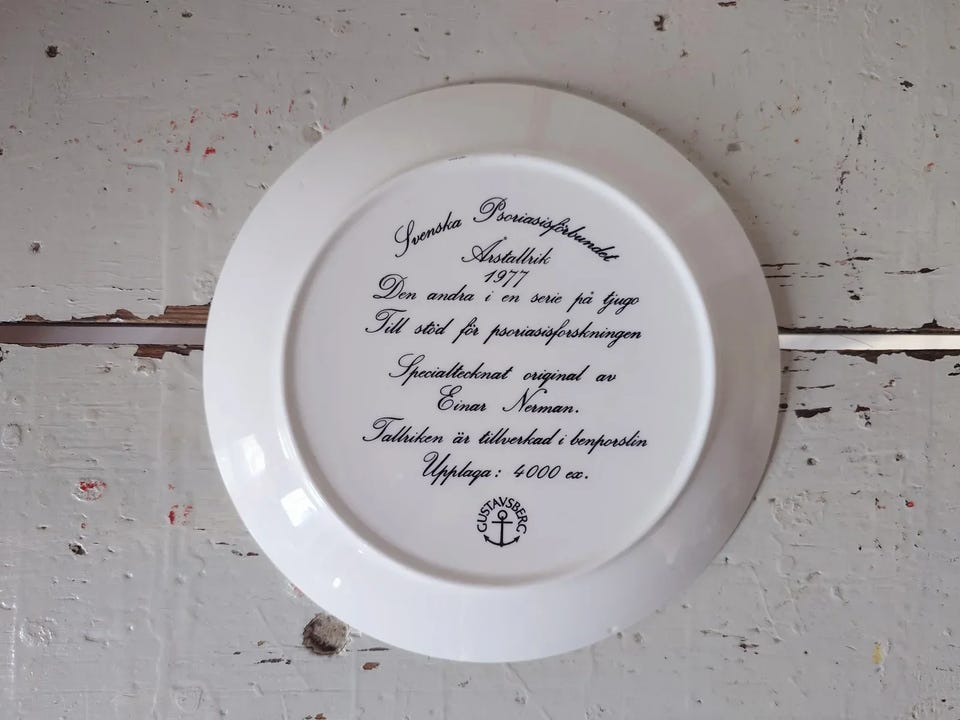 Svenska Psoriasisförbundet
Årstallrik
1977
Den andra i en serie på tjugo
Till stöd för psoriasisforskningen
Specialtecknat original av
Einar Nerman.
Tallriken är tillverkad i benporslin
Upplaga: 4000 ex.
GUSTAVSBERG